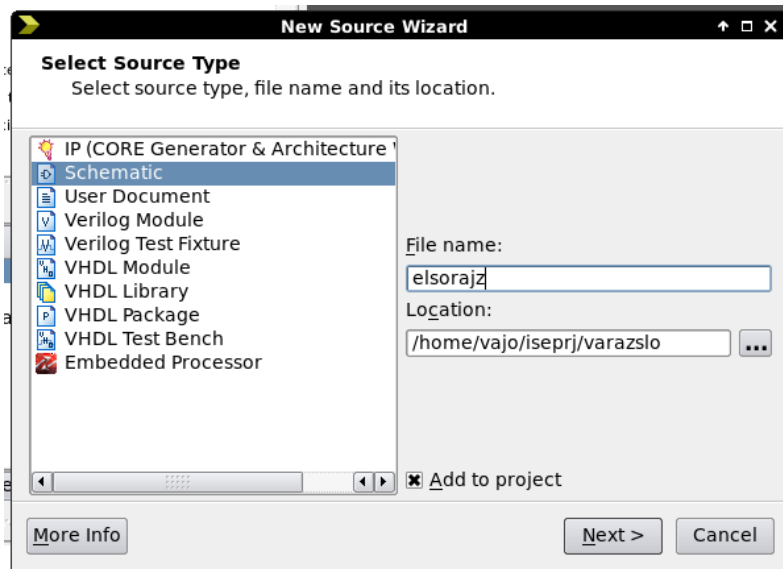 New Source Wizard
Select Source Type
Select source type, file name and its location.
IP (CORE Generator & Architecture
Schematic
User Document
Verilog Module
Verilog Test Fixture
VHDL Module
VHDL Library
VHDL Package
VHDL Test Bench
Embedded Processor
File name:
elsorajz
Location:
/home/vajo/iseprj/varazslo
...
Add to project
More Info
Next >
Cancel